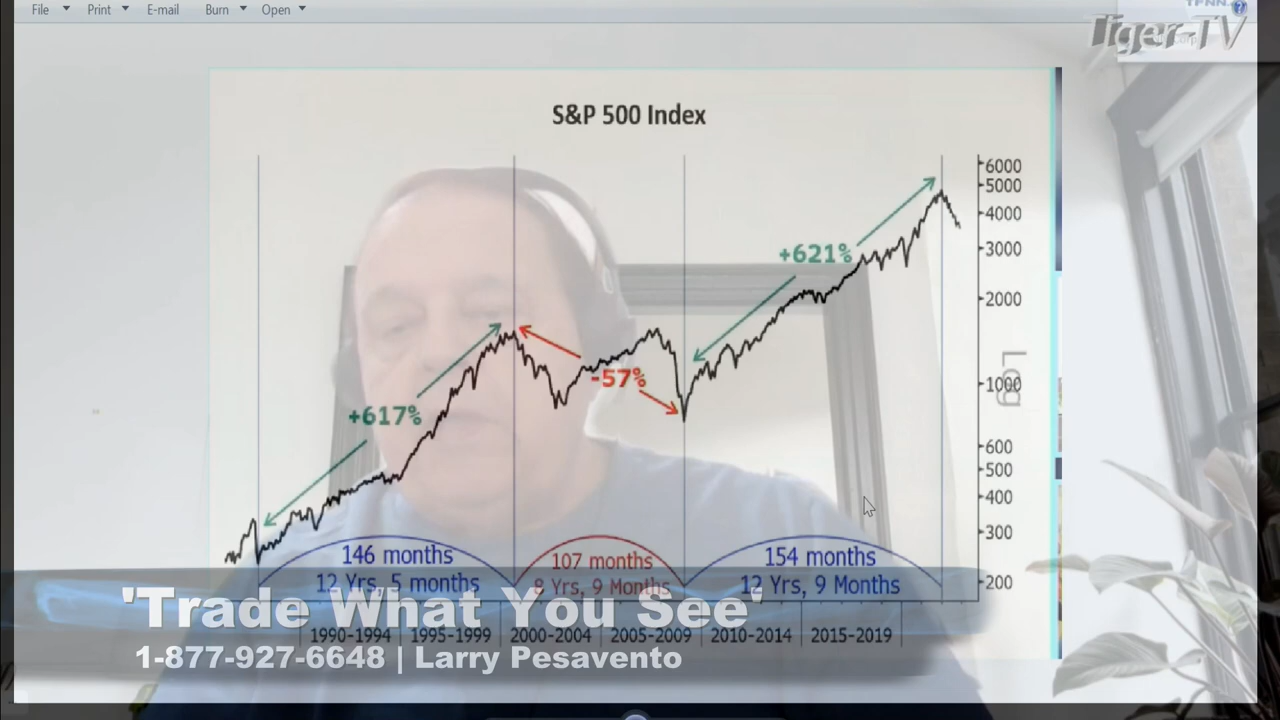 File Print E-mail Burn Open
TFNN
Tiger-TV
S&P 500 Index
6000
5000
+621%
4000
3000
2000
-57%
1000
Log
+617%
600
500
400
300
146 months
107 months
154 months
12 Yrs, 5 months
8 Yrs, 9 Months
12 Yrs, 9 Months
200
'Trade What You See'
1990-1994 1995-1999 2000-2004 2005-2009 2010-2014 2015-2019
1-877-927-6648 | Larry Pesavento